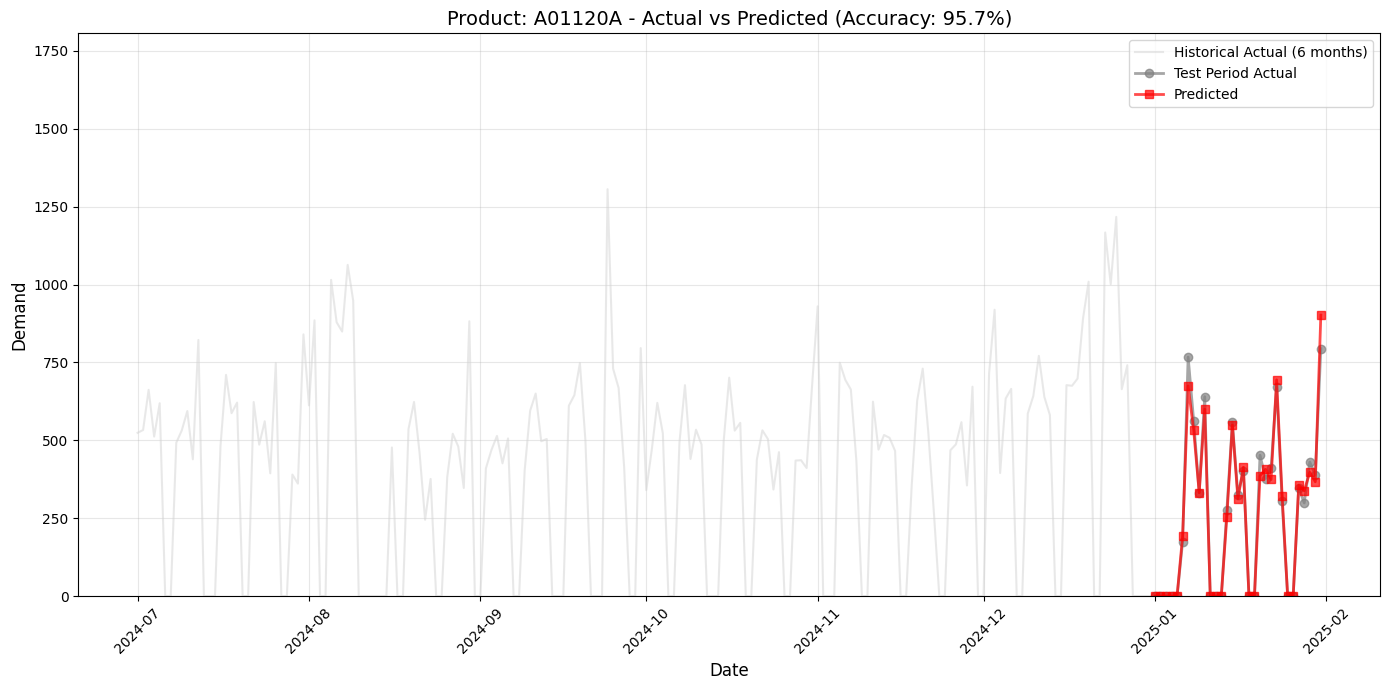 Product: A01120A - Actual vs Predicted (Accuracy: 95.7%)
Historical Actual (6 months)
Test Period Actual
Predicted
Demand
1750
1500
1250
1000
750
500
250
0
2024-07
2024-08
2024-09
2024-10
2024-11
2024-12
2025-01
2025-02
Date